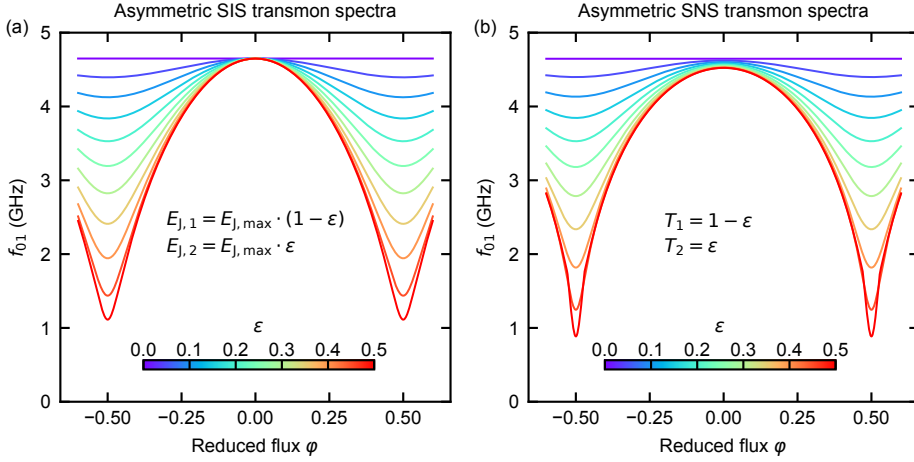 Asymmetric SIS transmon spectra
(a)
5
4
3
2
1
0
f01 (GHz)
EJ, 1 = EJ, max · (1 − ε)
EJ, 2 = EJ, max · ε
ε
0.0 0.1 0.2 0.3 0.4 0.5
−0.50 −0.25 0.00 0.25 0.50
Reduced flux φ
Asymmetric SNS transmon spectra
(b)
5
4
3
2
1
0
f01 (GHz)
T1 = 1 − ε
T2 = ε
ε
0.0 0.1 0.2 0.3 0.4 0.5
−0.50 −0.25 0.00 0.25 0.50
Reduced flux φ